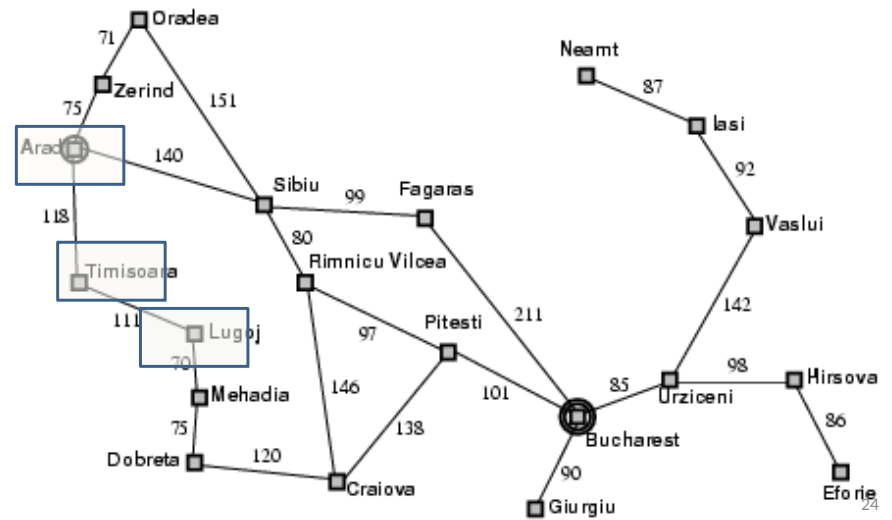 Oradea
71
Neamt
Zerind
87
151
75
Iasi
Arad
140
92
Sibiu
99
Fagaras
118
80
Vaslui
Rimnicu Vilcea
Timisoara
142
111
211
Lugoj
97
Pitesti
70
98
Hirsova
85
Mehadia
146
101
Urziceni
86
75
138
Bucharest
Dobreta
120
90
Craiova
Eforie
Giurgiu
24